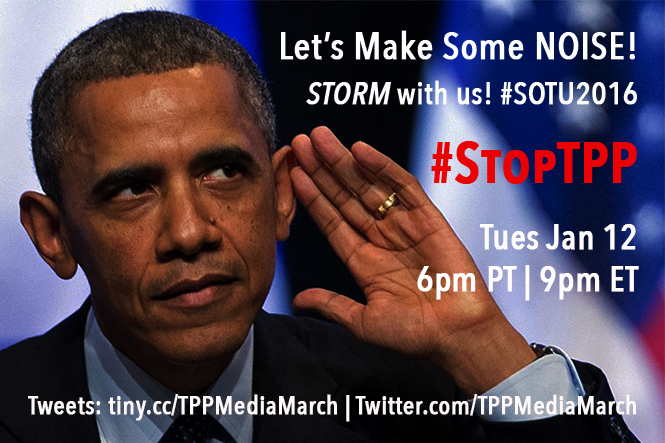 Let's Make Some NOISE!
STORM with us! #SOTU2016
#StopTPP
Tues Jan 12
6pm PT | 9pm ET
Tweets: tiny.cc/TPPMediaMarch | Twitter.com/TPPMediaMarch